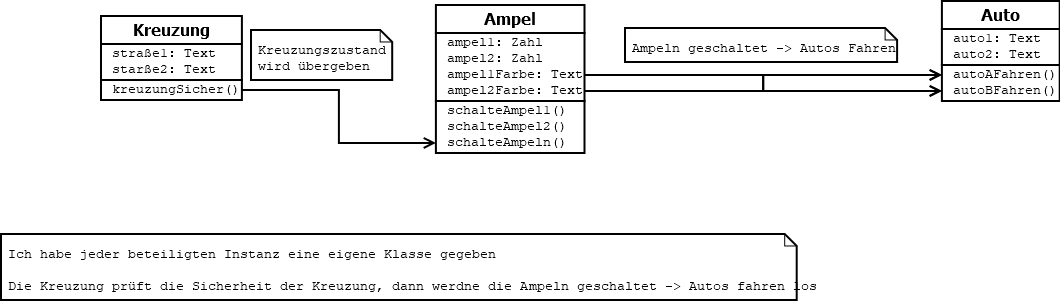 Kreuzung
straße1: Text
starße2: Text
kreuzungSicher()
Kreuzungszustand
wird übergeben
Ampel
ampel1: Zahl
ampel2: Zahl
ampel1Farbe: Text
ampel2Farbe: Text
schalteAmpel1()
schalteAmpel2()
schalteAmpeln()
Ampeln geschaltet -> Autos Fahren
Auto
auto1: Text
auto2: Text
autoAFahren()
autoBFahren()
Ich habe jeder beteiligten Instanz eine eigene Klasse gegeben
Die Kreuzung prüft die Sicherheit der Kreuzung, dann werdne die Ampeln geschaltet -> Autos fahren los